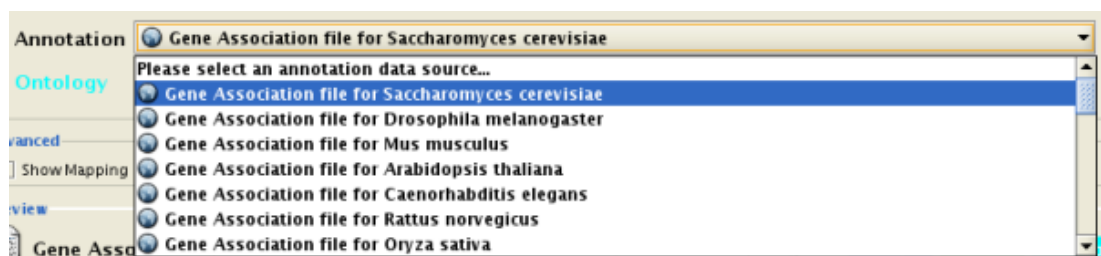 Annotation Gene Association file for Saccharomyces cerevisiae
Please select an annotation data source...
Ontology
Gene Association file for Saccharomyces cerevisiae
Gene Association file for Drosophila melanogaster
vanced
Gene Association file for Mus musculus
Show Mapping
Gene Association file for Arabidopsis thaliana
Gene Association file for Caenorhabditis elegans
view
Gene Association file for Rattus norvegicus
Gene Asso
Gene Association file for Oryza sativa